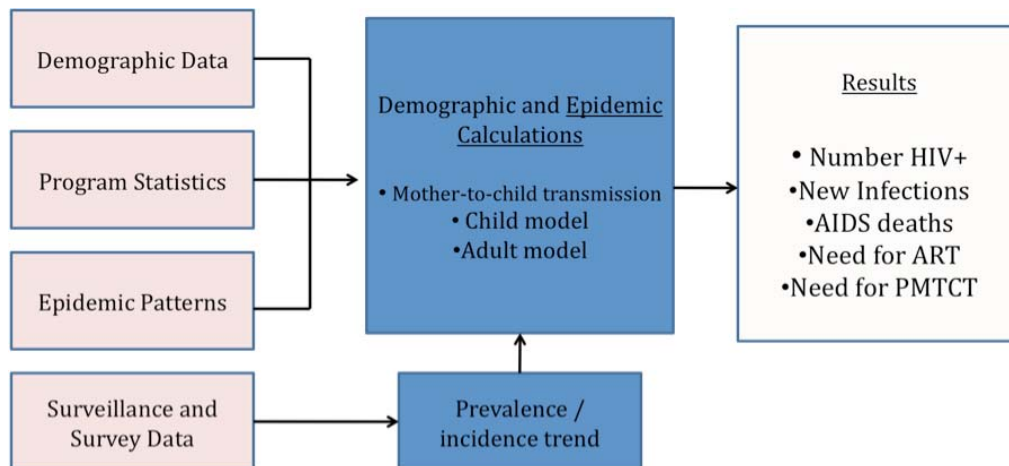 Demographic Data
Program Statistics
Epidemic Patterns
Surveillance and
Survey Data
Demographic and Epidemic
Calculations
• Mother-to-child transmission
• Child model
•Adult model
Prevalence /
incidence trend
Results
• Number HIV+
•New Infections
•AIDS deaths
•Need for ART
•Need for PMTCT